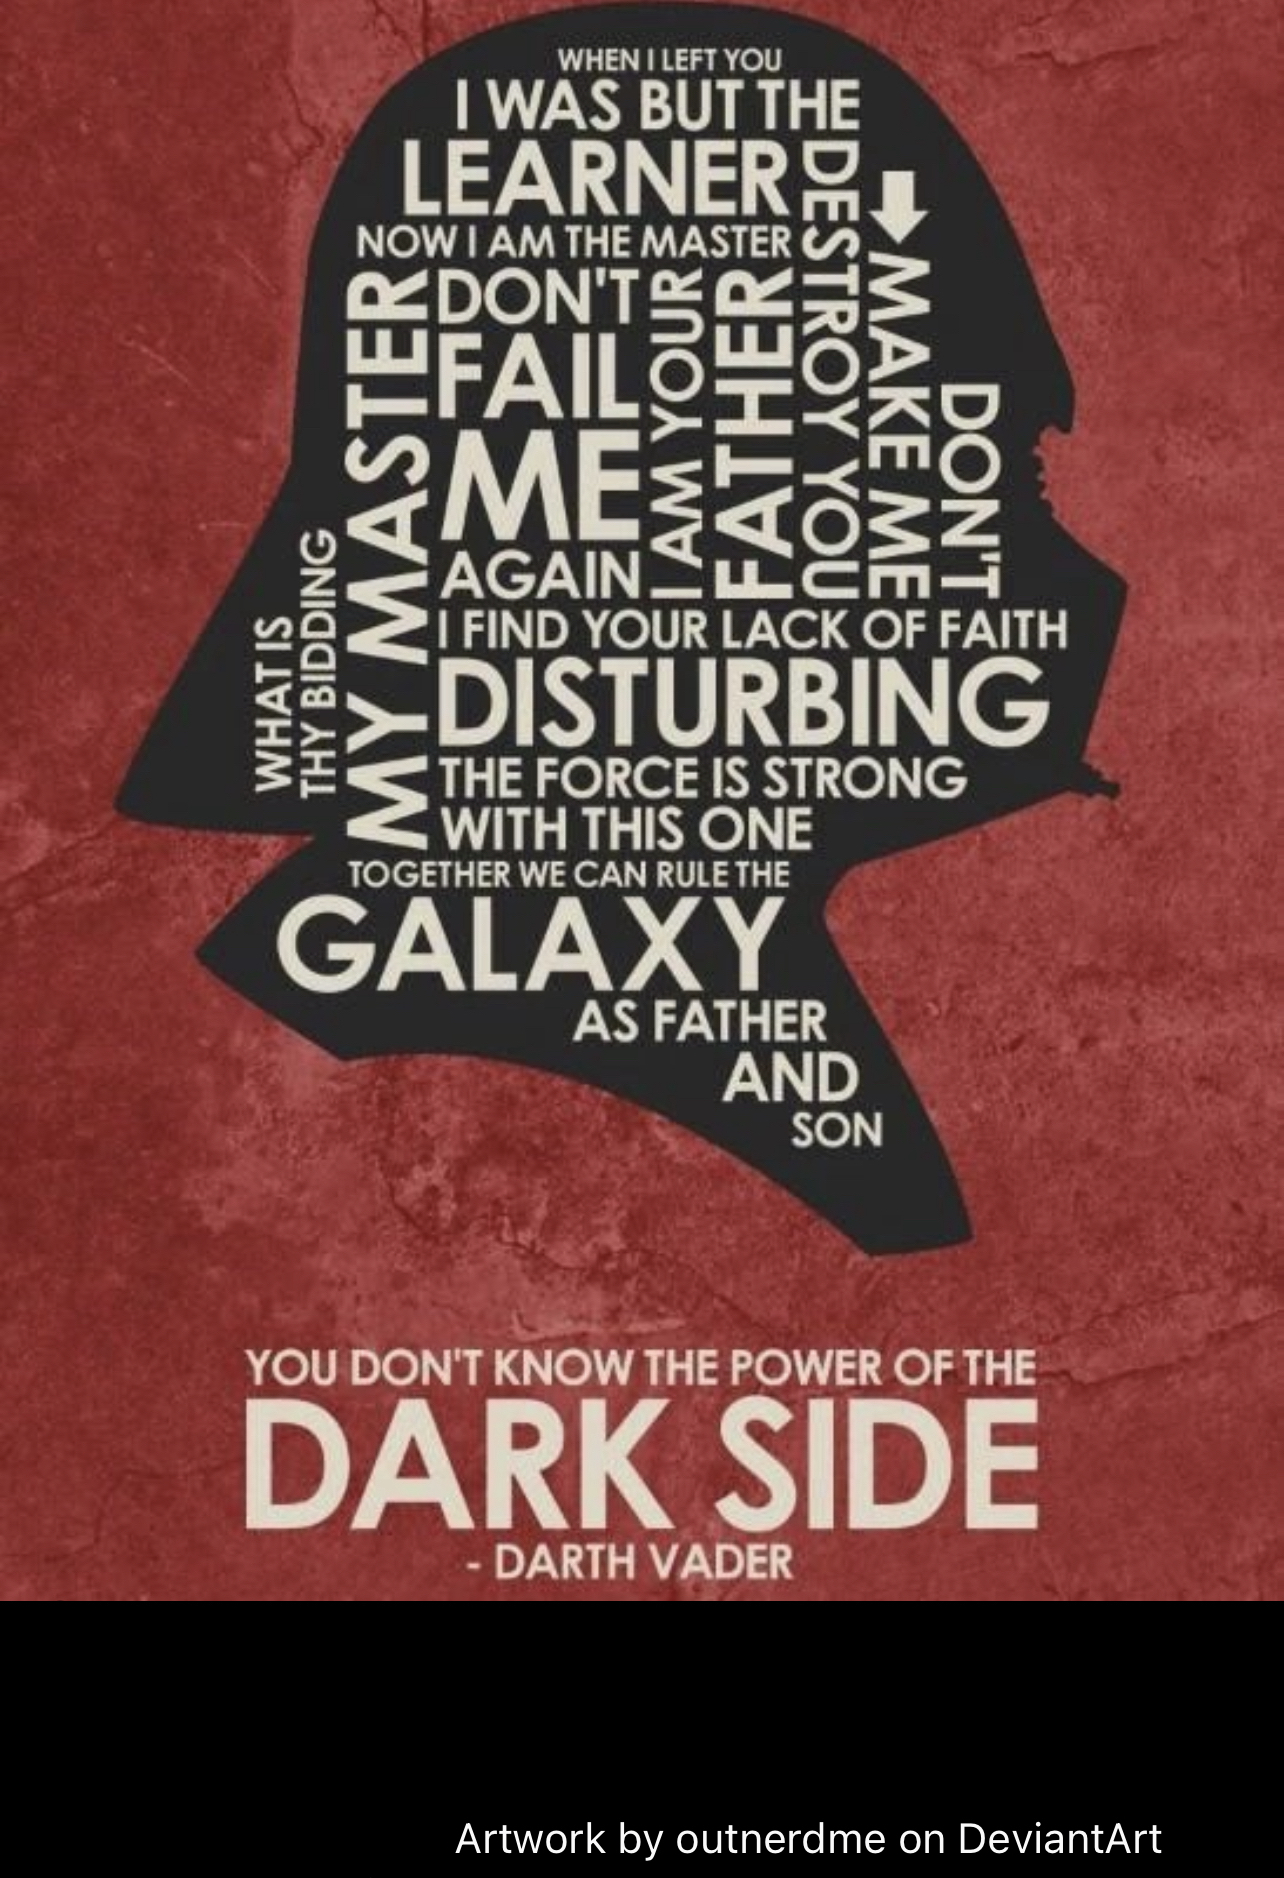 WHEN I LEFT YOU
I WAS BUT THE
LEARNER
NOW I AM THE MASTER
WHAT IS
THY BIDDING
MY MASTER
DON'T
FAIL
ME
AGAIN
I AM YOUR
FATHER
DON'T
MAKE ME
DESTROY YOU
I FIND YOUR LACK OF FAITH
DISTURBING
THE FORCE IS STRONG
WITH THIS ONE
TOGETHER WE CAN RULE THE
GALAXY
AS FATHER
AND
SON
YOU DON'T KNOW THE POWER OF THE
DARK SIDE
- DARTH VADER
Artwork by outnerdme on DeviantArt